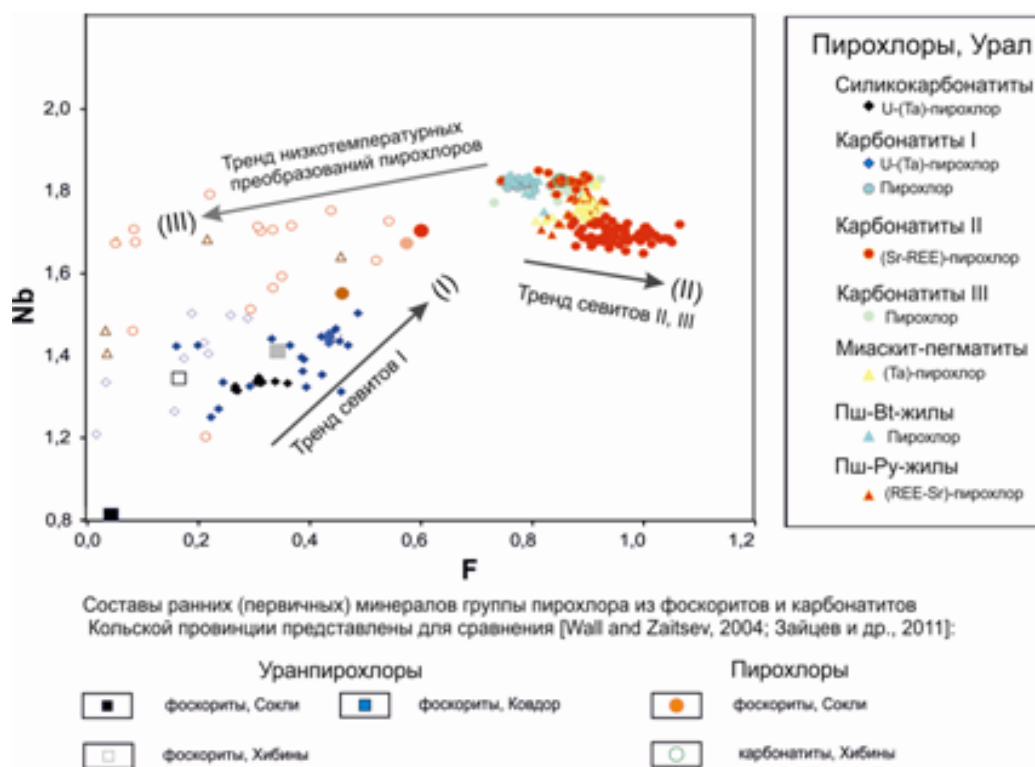 2,0
1,8
1,6
1,4
1,2
0,8
Nb
0,0
0,2
0,4
0,6
0,8
1,0
1,2
F
Тренд низкотемпературных
преобразований пирохлоров
(III)
(I)
Тренд севитов I
(II)
Тренд севитов II, III
Пирохлоры, Урал
Силикокарбонатиты
U-(Ta)-пирохлор
Карбонатиты I
U-(Ta)-пирохлор
Пирохлор
Карбонатиты II
(Sr-REE)-пирохлор
Карбонатиты III
Пирохлор
Миаскит-пегматиты
(Ta)-пирохлор
Пш-Bt-жилы
Пирохлор
Пш-Py-жилы
(REE-Sr)-пирохлор
Составы ранних (первичных) минералов группы пирохлора из фоскоритов и карбонатитов
Кольской провинции представлены для сравнения [Wall and Zaitsev, 2004; Зайцев и др., 2011]:
Уранпирохлоры
Пирохлоры
фоскориты, Сокли
фоскориты, Ковдор
фоскориты, Сокли
фоскориты, Хибины
карбонатиты, Хибины